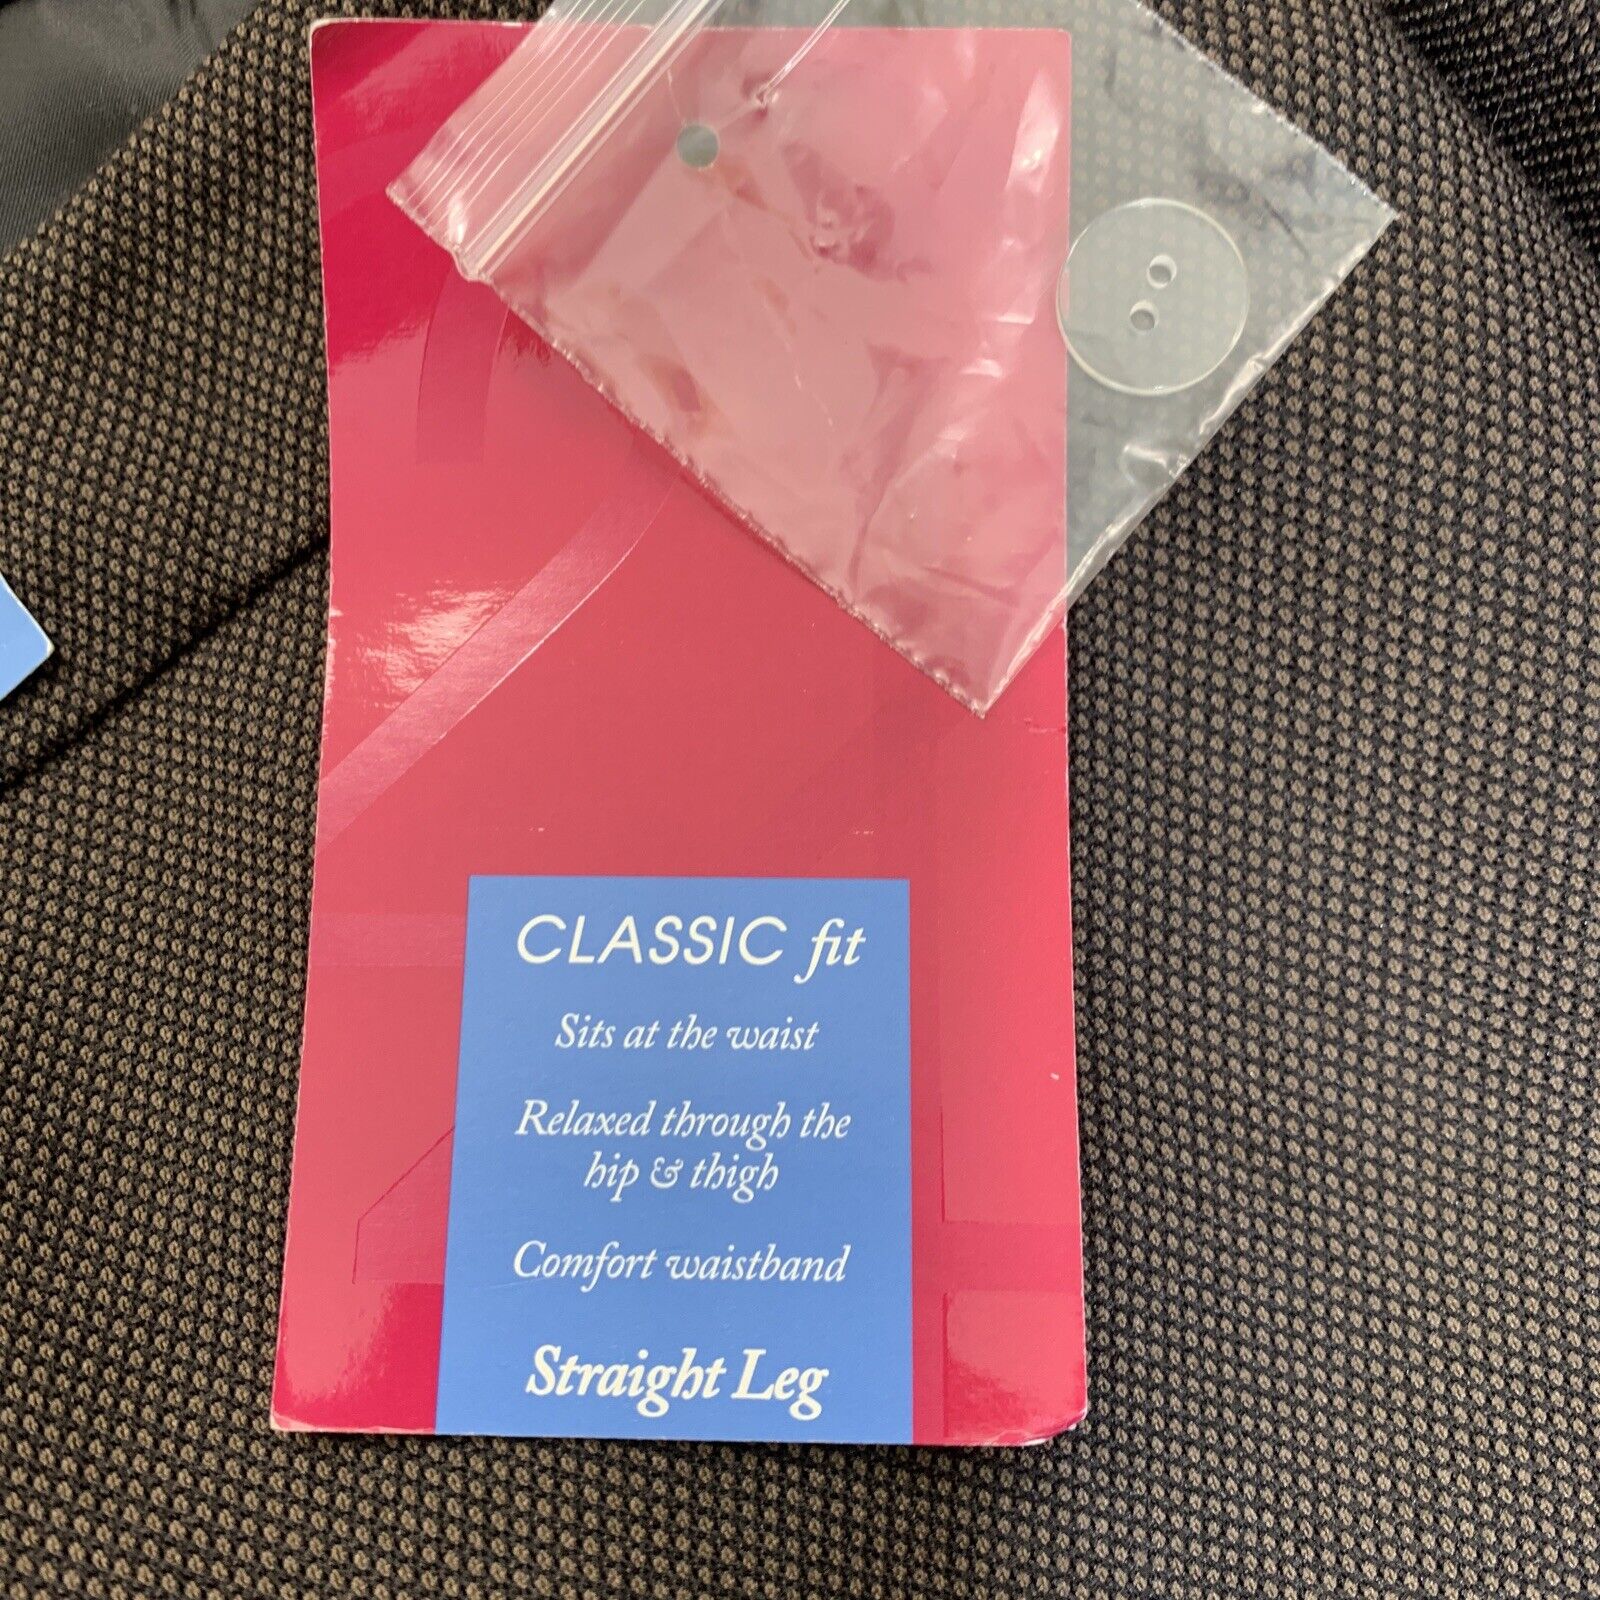 CLASSIC fit
Sits at the waist
Relaxed through the
hip & thigh
Comfort waistband
Straight Leg